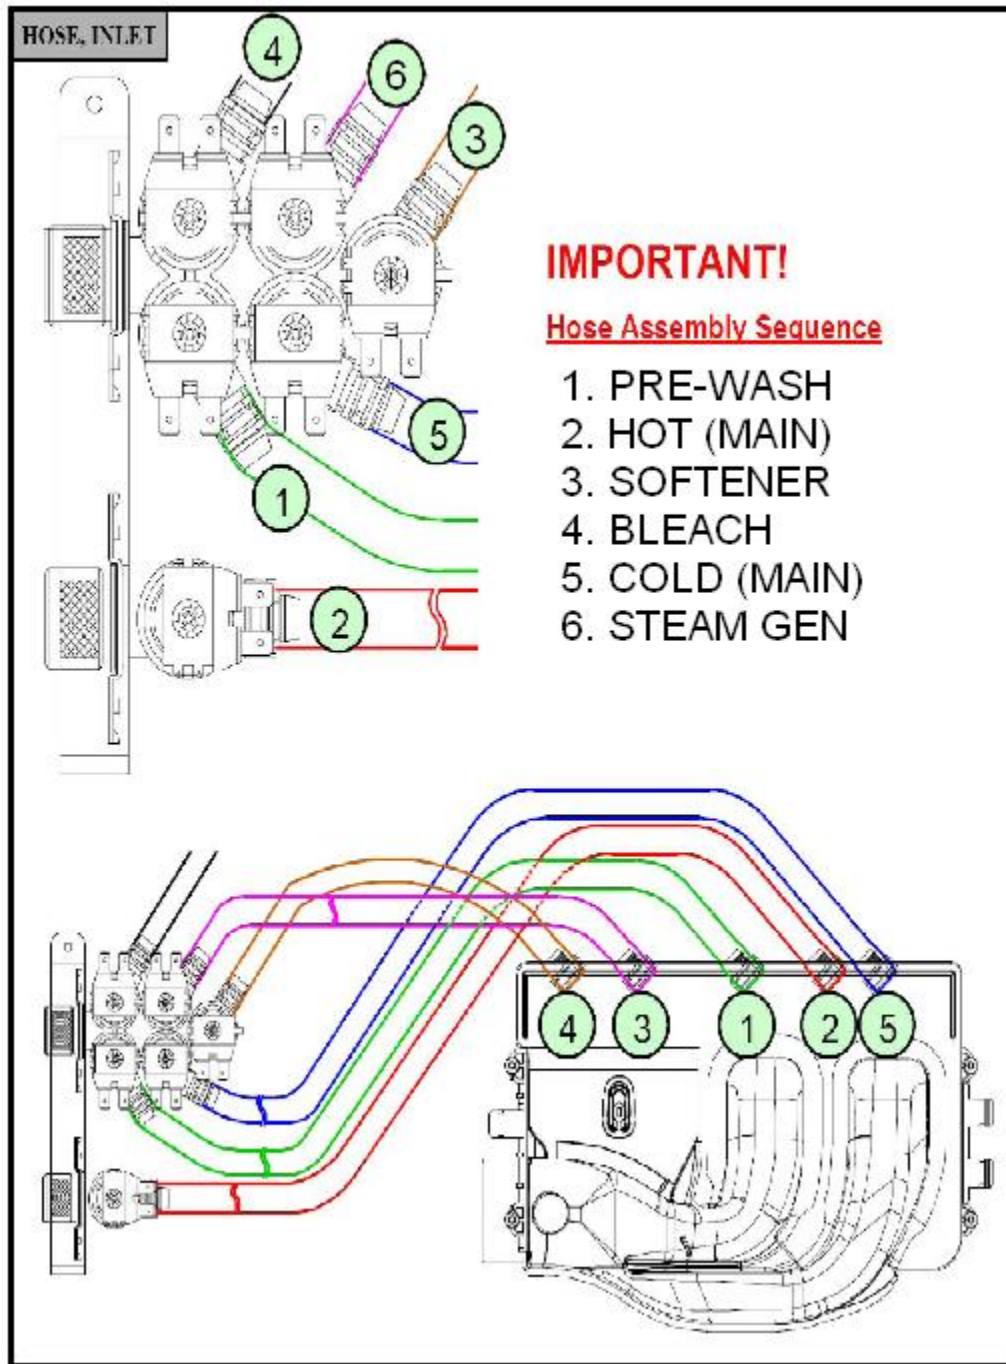 HOSE, INLET
4
6
3
5
1
2
IMPORTANT!
Hose Assembly Sequence
1. PRE-WASH
2. HOT (MAIN)
3. SOFTENER
4. BLEACH
5. COLD (MAIN)
6. STEAM GEN
4 3 1 2 5